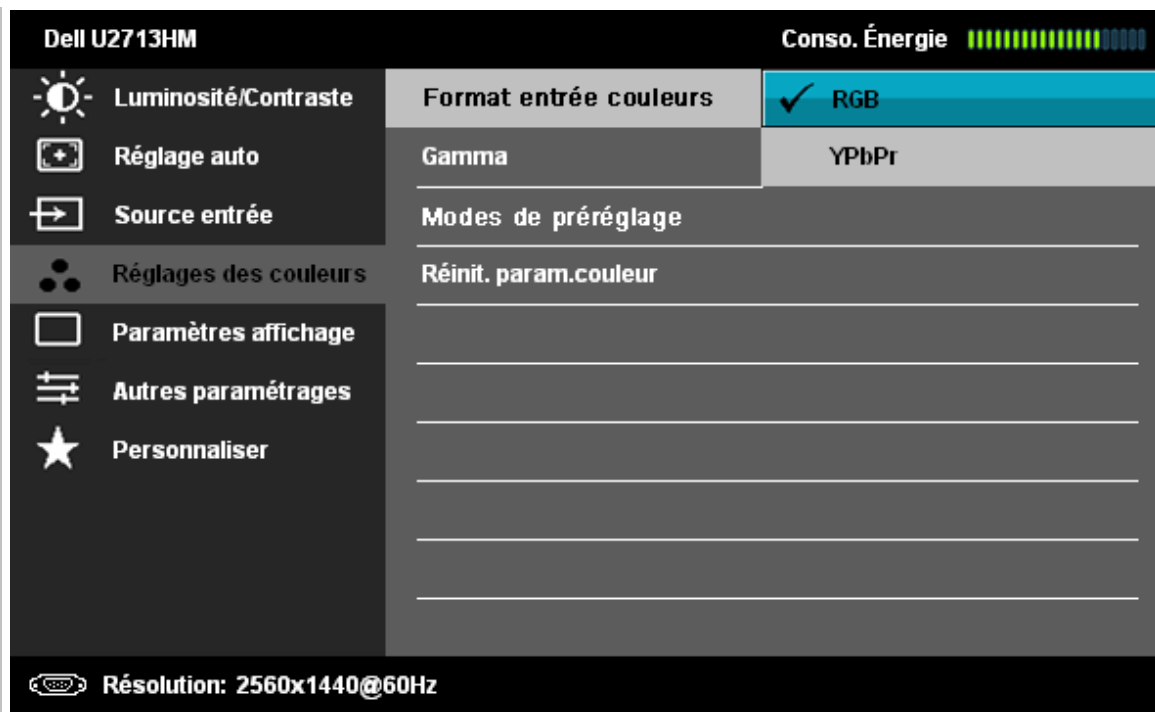 Dell U2713HM Conso. Énergie
Luminosité/Contraste Format entrée couleurs RGB
Réglage auto Gamma YPbPr
Source entrée Modes de préréglage
Réglages des couleurs Réinit. param.couleur
Paramètres affichage
Autres paramétrages
Personnaliser
Résolution: 2560x1440@60Hz